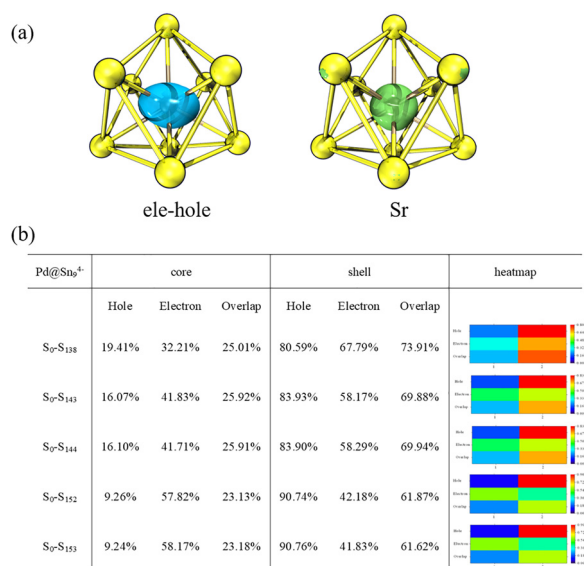 (a)
ele-hole Sr
(b)
Pd@Sn₉⁴⁻ core shell heatmap
Hole Electron Overlap Hole Electron Overlap
S₀-S₁₃₈ 19.41% 32.21% 25.01% 80.59% 67.79% 73.91%
S₀-S₁₄₃ 16.07% 41.83% 25.92% 83.93% 58.17% 69.88%
S₀-S₁₄₄ 16.10% 41.71% 25.91% 83.90% 58.29% 69.94%
S₀-S₁₅₂ 9.26% 57.82% 23.13% 90.74% 42.18% 61.87%
S₀-S₁₅₃ 9.24% 58.17% 23.18% 90.76% 41.83% 61.62%